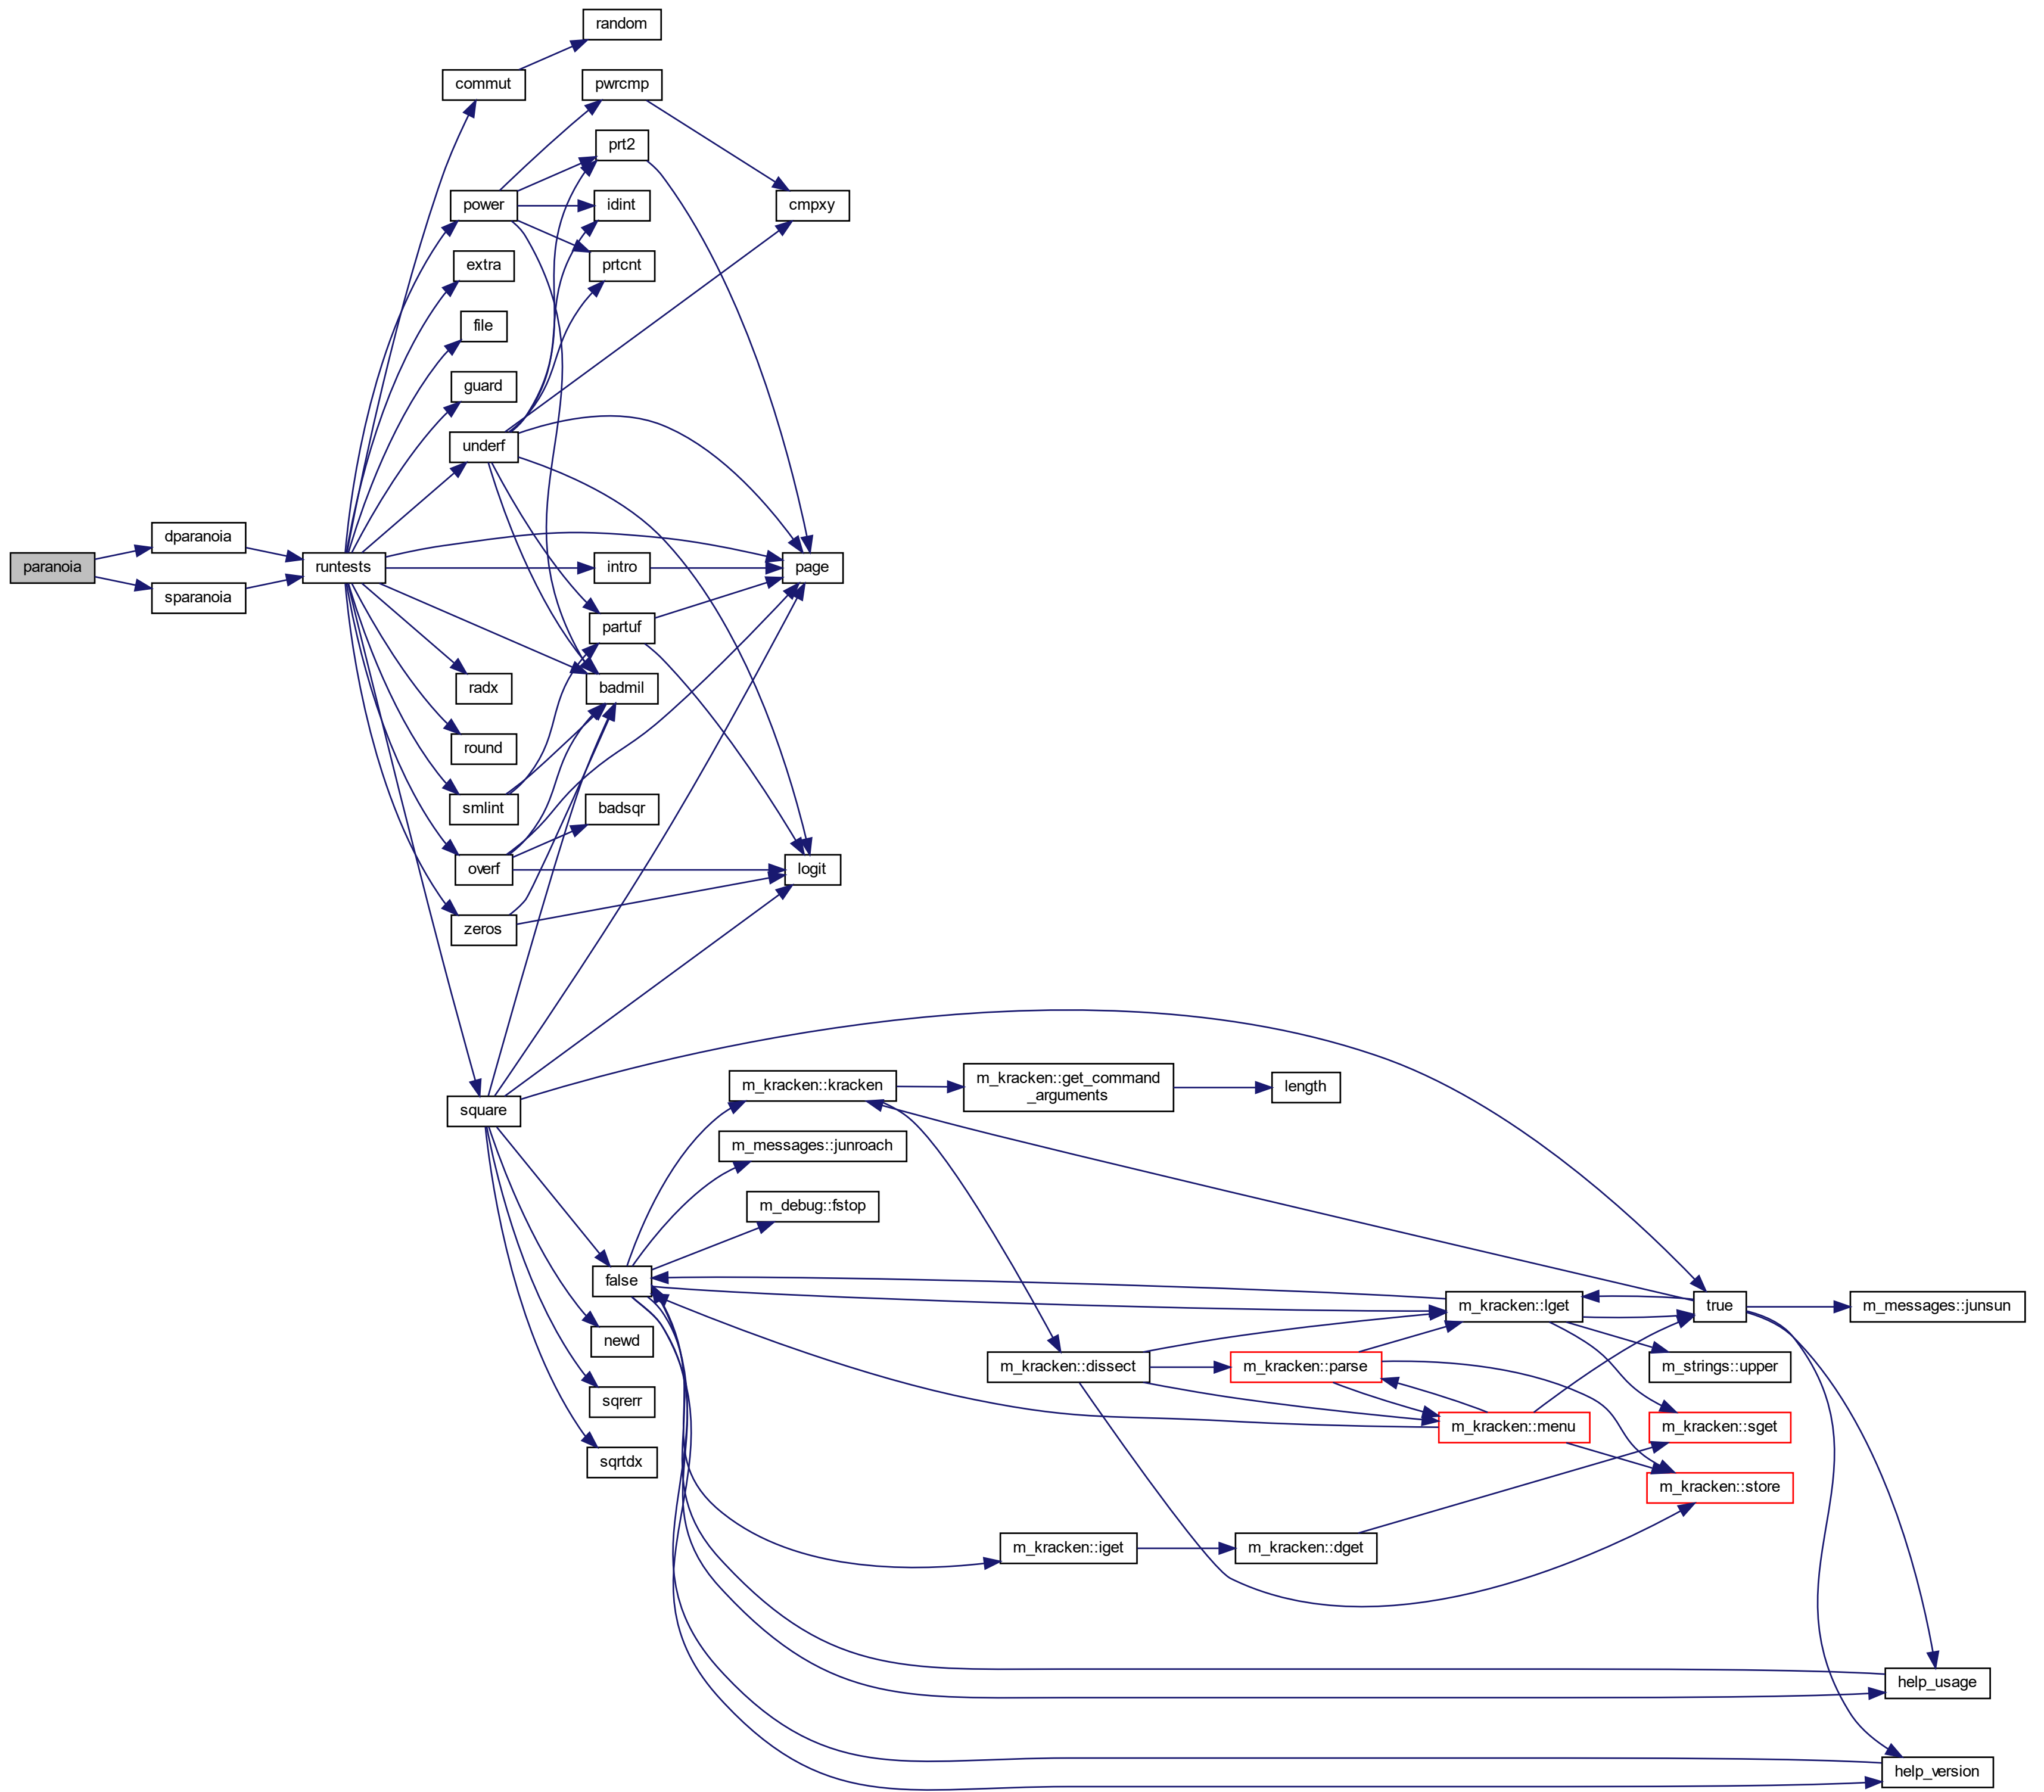 random
commut
pwrcmp
prt2
power
idint
cmpxy
extra
prtcnt
file
guard
underf
dparanoia
paranoia
runtests
intro
page
sparanoia
partuf
radx
badmil
round
smlint
badsqr
overf
logit
zeros
m_kracken::kracken
m_kracken::get_command
_arguments
length
square
m_messages::junroach
m_debug::fstop
false
m_kracken::lget
true
m_messages::junsun
newd
m_kracken::dissect
m_kracken::parse
m_strings::upper
sqrerr
m_kracken::menu
m_kracken::sget
sqrtdx
m_kracken::store
m_kracken::iget
m_kracken::dget
help_usage
help_version